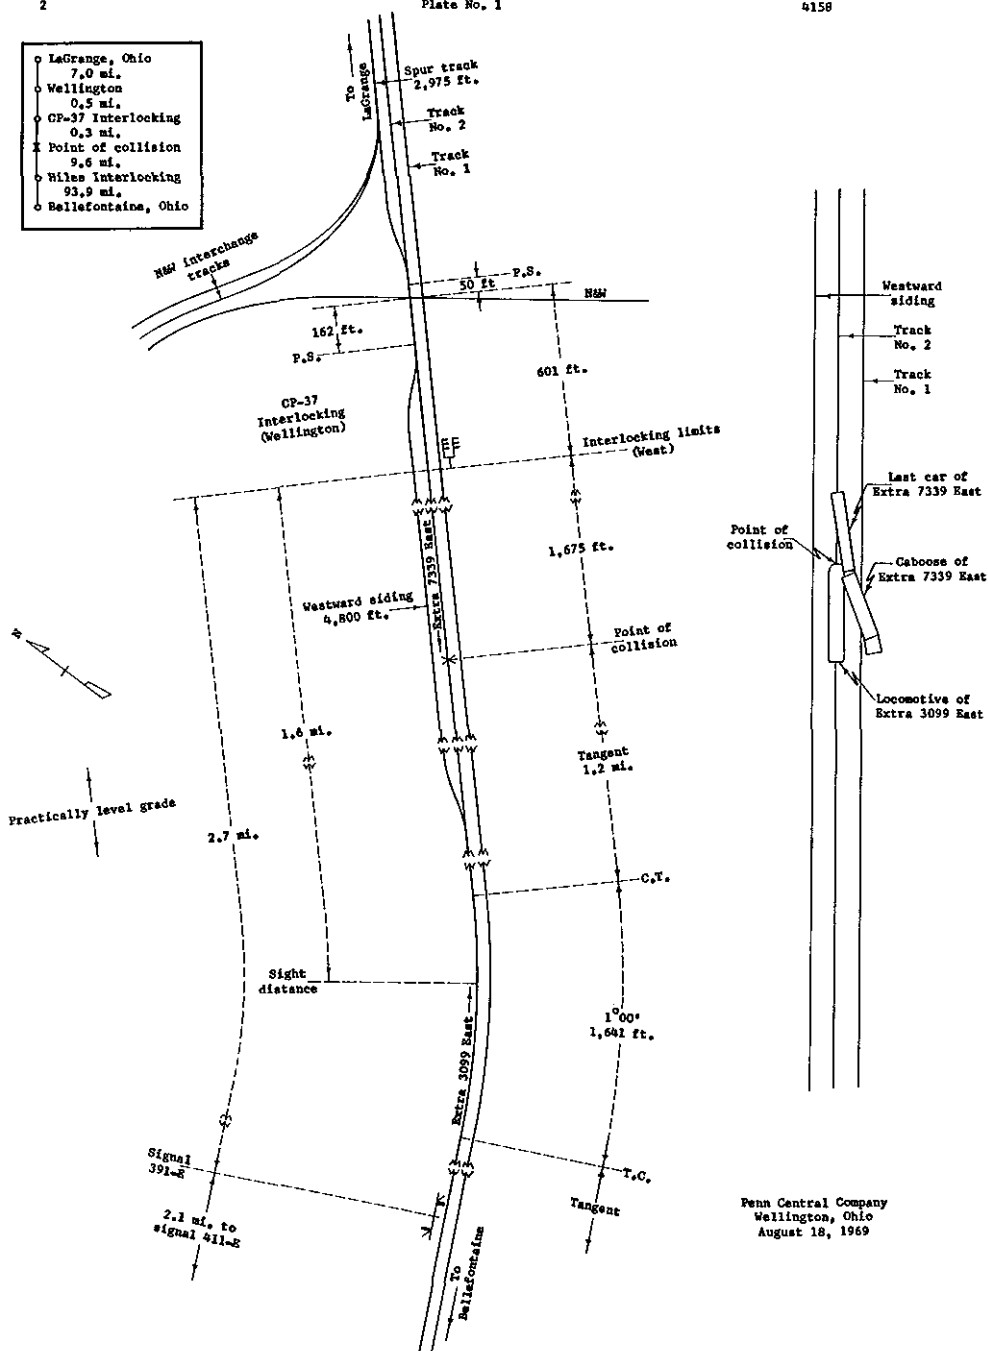 2
Plate No. 1
4158
LaGrange, Ohio
7.0 mi.
Wellington
0.5 mi.
CP-37 Interlocking
0.3 mi.
Point of collision
9.6 mi.
Hiles Interlocking
93.9 mi.
Bellefontaine, Ohio
To
LaGrange
Spur track
2,975 ft.
Track
No. 2
Track
No. 1
N&W interchange
tracks
P.S.
50 ft
N&W
162 ft.
P.S.
601 ft.
CP-37
Interlocking
(Wellington)
Interlocking limits
(West)
Extra 7339 East
1,675 ft.
Westward siding
4,800 ft.
Point of
collision
N
1.6 mi.
Tangent
1.2 mi.
Practically level grade
2.7 mi.
C.T.
Sight
distance
1°00'
1,641 ft.
Extra 3099 East
Signal
391-E
T.C.
Tangent
2.1 mi. to
signal 411-E
To
Bellefontaine
Westward
siding
Track
No. 2
Track
No. 1
Last car of
Extra 7339 East
Point of
collision
Caboose of
Extra 7339 East
Locomotive of
Extra 3099 East
Penn Central Company
Wellington, Ohio
August 18, 1969